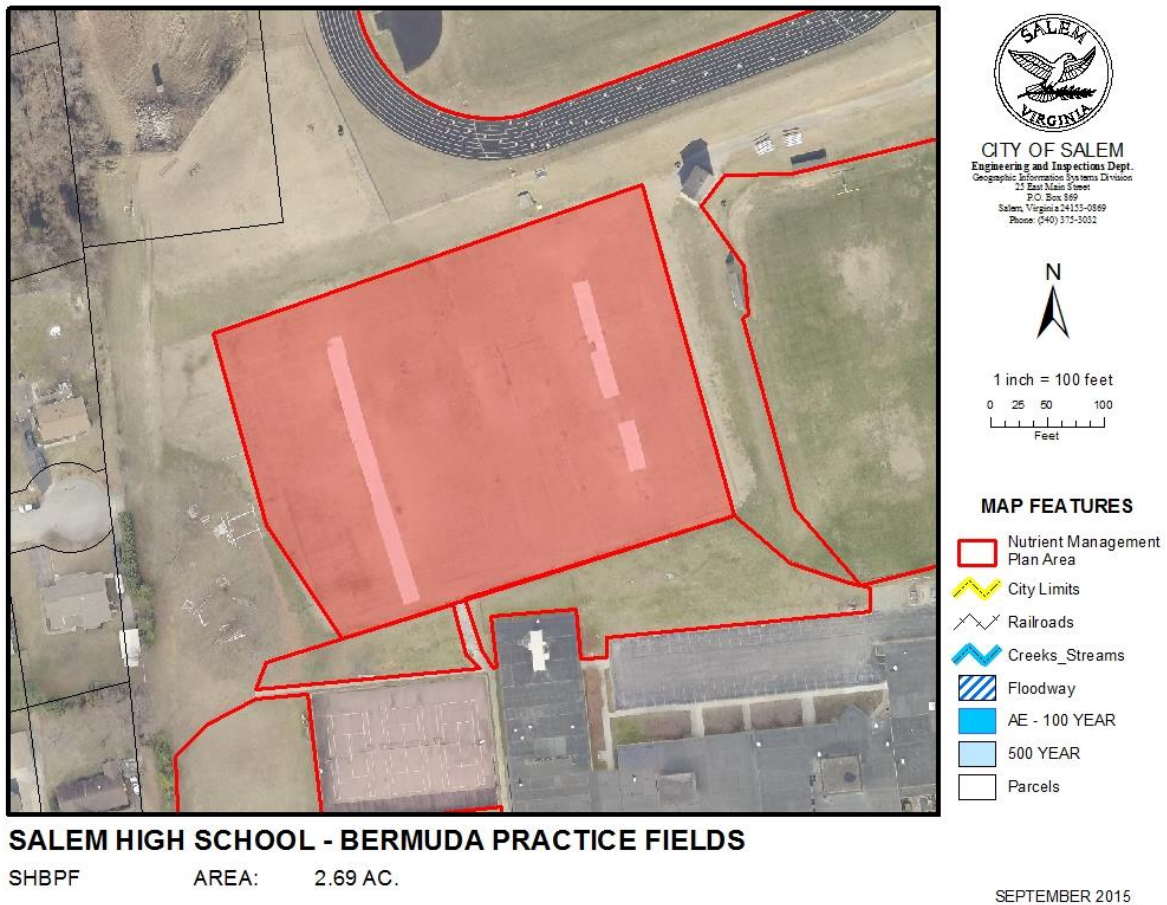 SALEM
VIRGINIA
CITY OF SALEM
Engineering and Inspections Dept.
Geographic Information Systems Division
25 East Main Street
P.O. Box 869
Salem, Virginia 24153-0869
Phone: (540) 375-3032
N
1 inch = 100 feet
0 25 50 100
Feet
MAP FEATURES
Nutrient Management
Plan Area
City Limits
Railroads
Creeks_Streams
Floodway
AE - 100 YEAR
500 YEAR
Parcels
SALEM HIGH SCHOOL - BERMUDA PRACTICE FIELDS
SHBPF AREA: 2.69 AC.
SEPTEMBER 2015